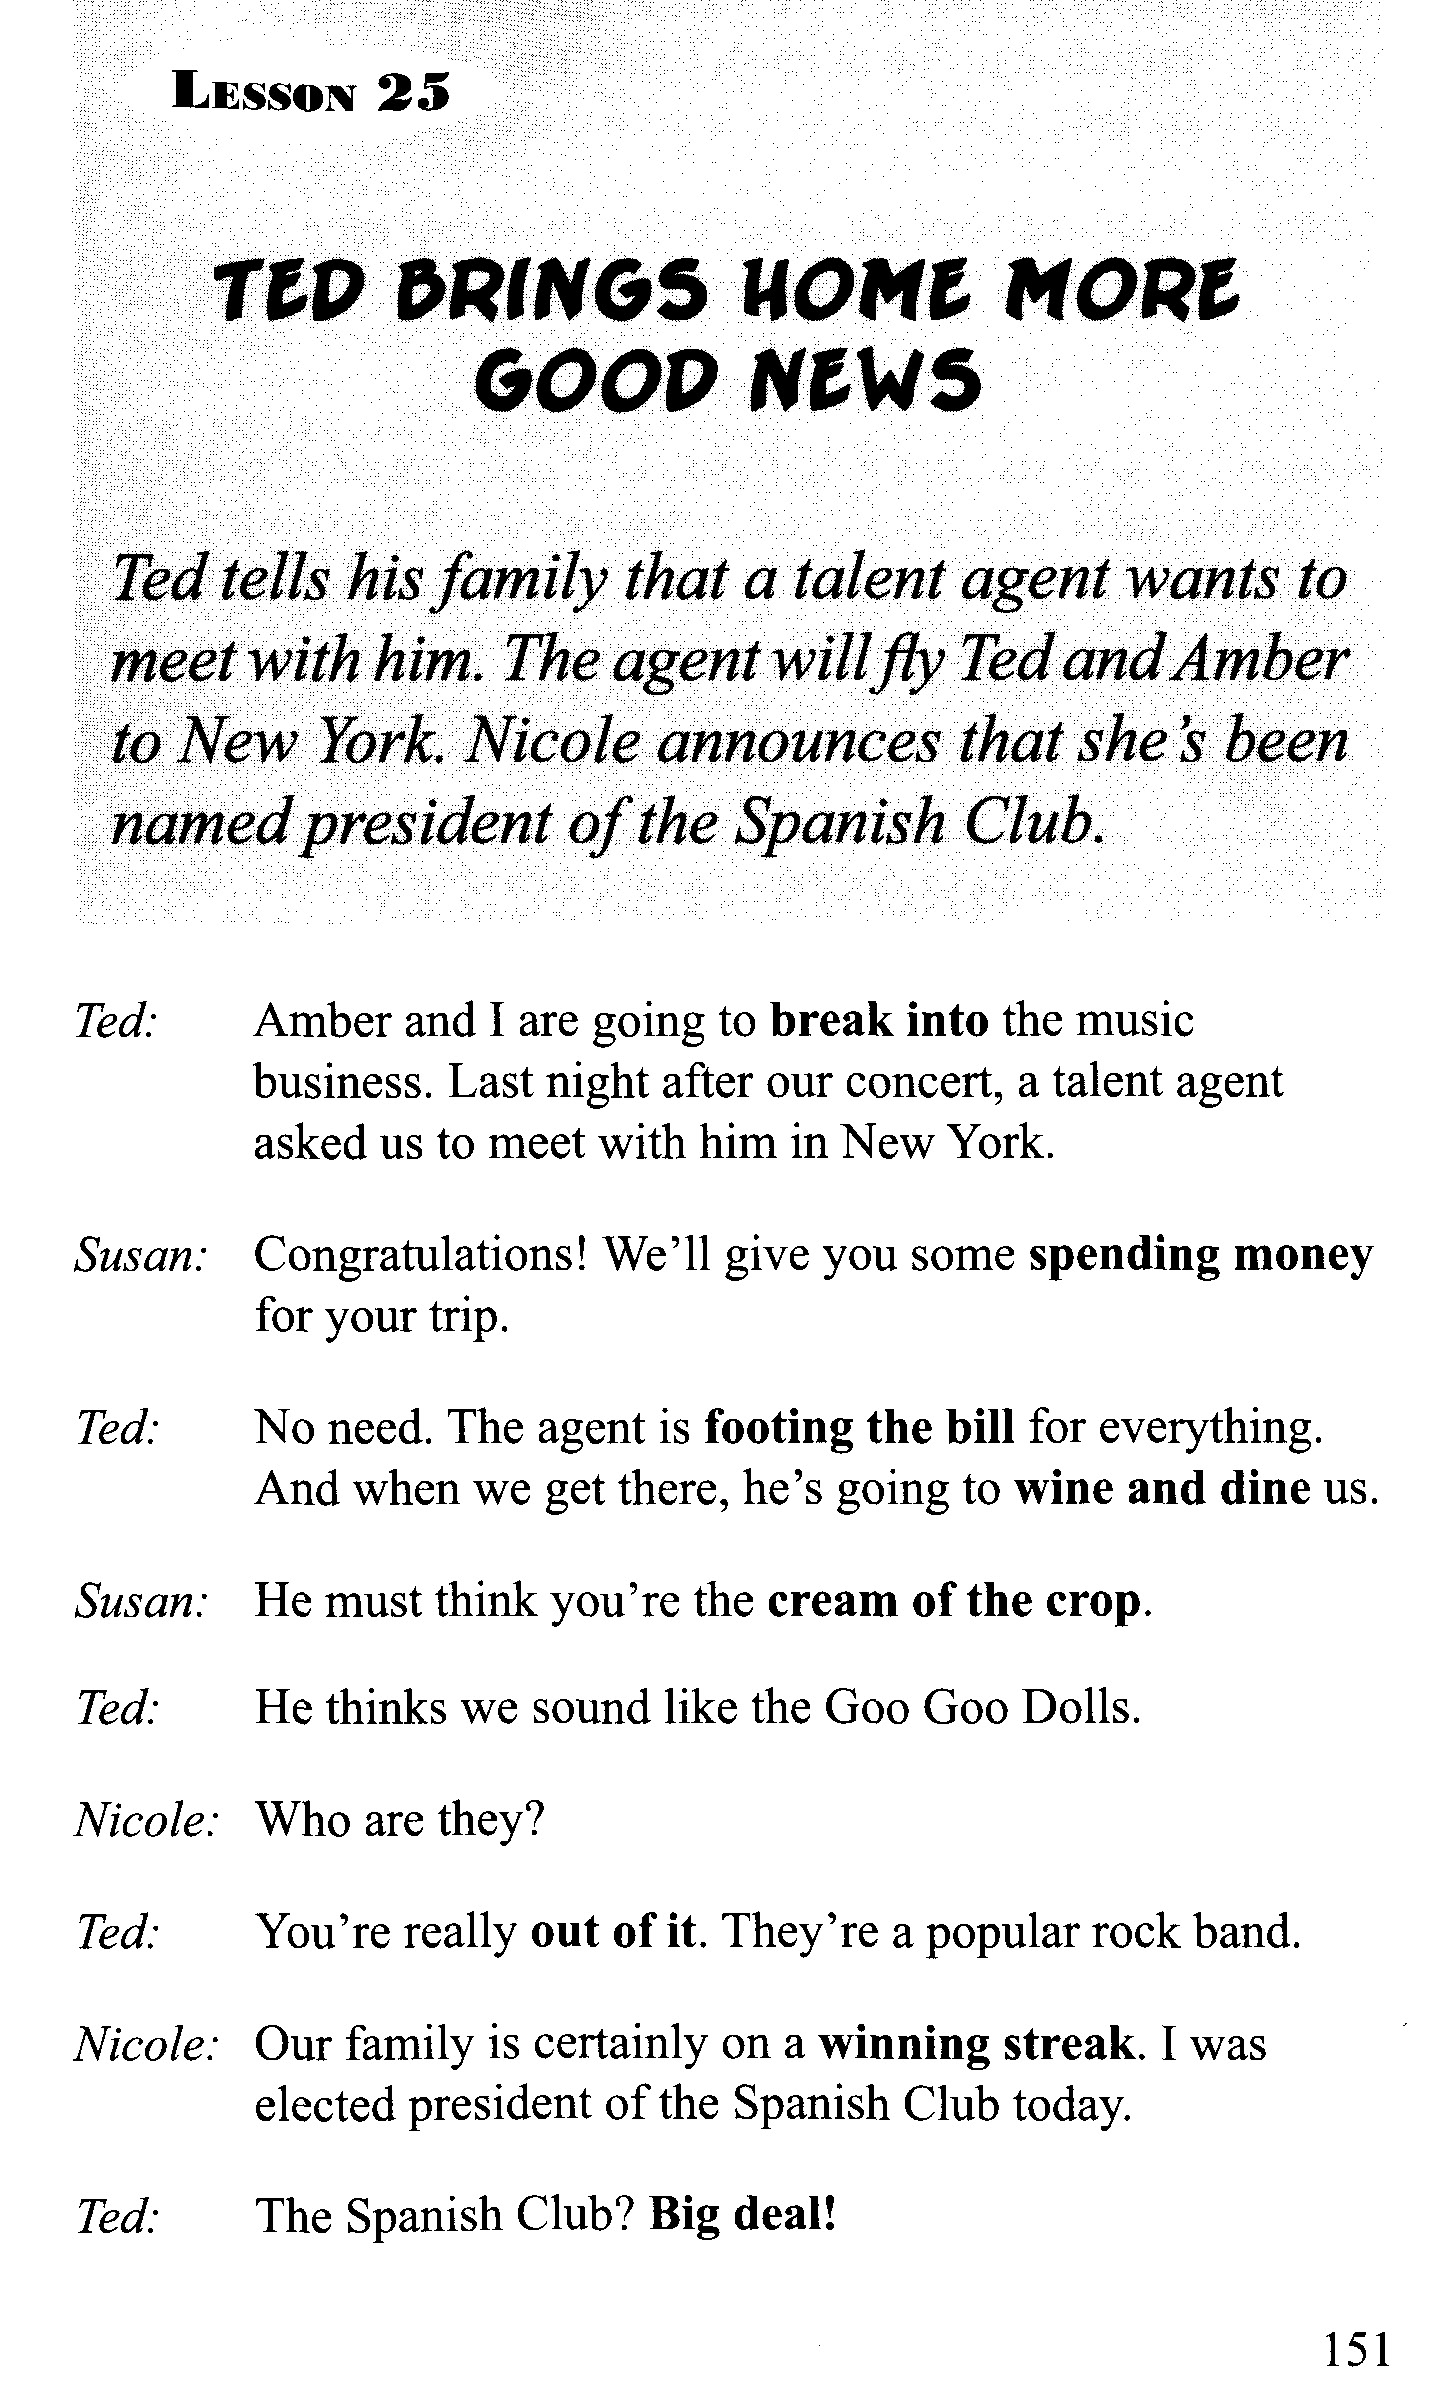 LESSON 25
TED BRINGS HOME MORE
GOOD NEWS
Ted tells his family that a talent agent wants to
meet with him. The agent will fly Ted and Amber
to New York. Nicole announces that she's been
named president of the Spanish Club.
Ted: Amber and I are going to break into the music
business. Last night after our concert, a talent agent
asked us to meet with him in New York.
Susan: Congratulations! We'll give you some spending money
for your trip.
Ted: No need. The agent is footing the bill for everything.
And when we get there, he's going to wine and dine us.
Susan: He must think you're the cream of the crop.
Ted: He thinks we sound like the Goo Goo Dolls.
Nicole: Who are they?
Ted: You're really out of it. They're a popular rock band.
Nicole: Our family is certainly on a winning streak. I was
elected president of the Spanish Club today.
Ted: The Spanish Club? Big deal!
151